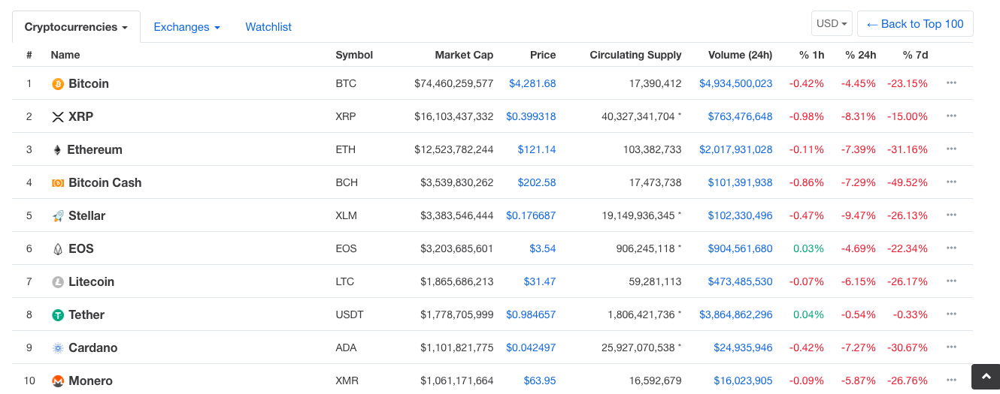 Cryptocurrencies Exchanges Watchlist USD ← Back to Top 100
# Name Symbol Market Cap Price Circulating Supply Volume (24h) % 1h % 24h % 7d
1 Bitcoin BTC $74,460,259,577 $4,281.68 17,390,412 $4,934,500,023 -0.42% -4.45% -23.15%
2 XRP XRP $16,103,437,332 $0.399318 40,327,341,704 * $763,476,648 -0.98% -8.31% -15.00%
3 Ethereum ETH $12,523,782,244 $121.14 103,382,733 $2,017,931,028 -0.11% -7.39% -31.16%
4 Bitcoin Cash BCH $3,539,830,262 $202.58 17,473,738 $101,391,938 -0.86% -7.29% -49.52%
5 Stellar XLM $3,383,546,444 $0.176687 19,149,936,345 * $102,330,496 -0.47% -9.47% -26.13%
6 EOS EOS $3,203,685,601 $3.54 906,245,118 * $904,561,680 0.03% -4.69% -22.34%
7 Litecoin LTC $1,865,686,213 $31.47 59,281,113 $473,485,530 -0.07% -6.15% -26.17%
8 Tether USDT $1,778,705,999 $0.984657 1,806,421,736 * $3,864,862,296 0.04% -0.54% -0.33%
9 Cardano ADA $1,101,821,775 $0.042497 25,927,070,538 * $24,935,946 -0.42% -7.27% -30.67%
10 Monero XMR $1,061,171,664 $63.95 16,592,679 $16,023,905 -0.09% -5.87% -26.76%